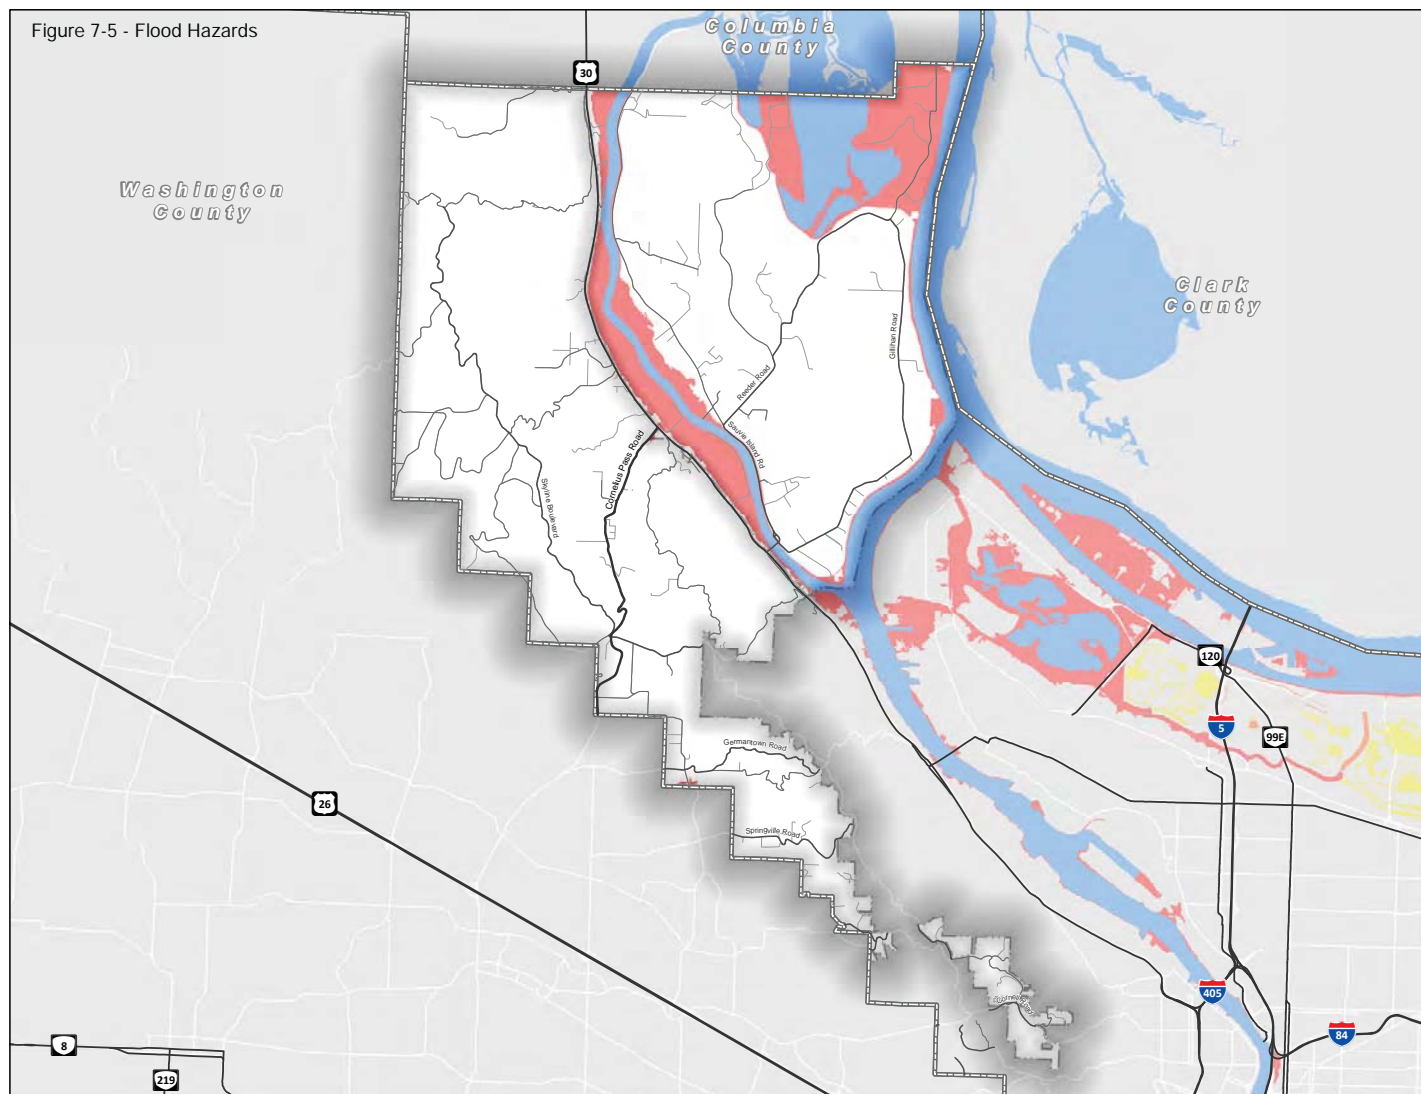 Figure 7-5 - Flood Hazards
Columbia
County
30
Washington
County
Clark
County
Gillihan Road
Reeder Road
Sauvie Island Rd
Cornelius Pass Road
Skyline Boulevard
120
5
99E
Germantown Road
26
Springville Road
405
84
8
219